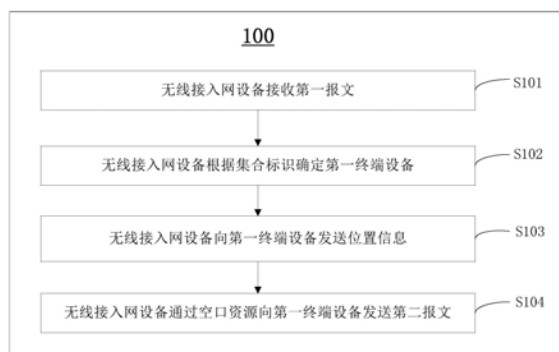 100
无线接入网设备接收第一报文
S101
无线接入网设备根据集合标识确定第一终端设备
S102
无线接入网设备向第一终端设备发送位置信息
S103
无线接入网设备通过空口资源向第一终端设备发送第二报文
S104